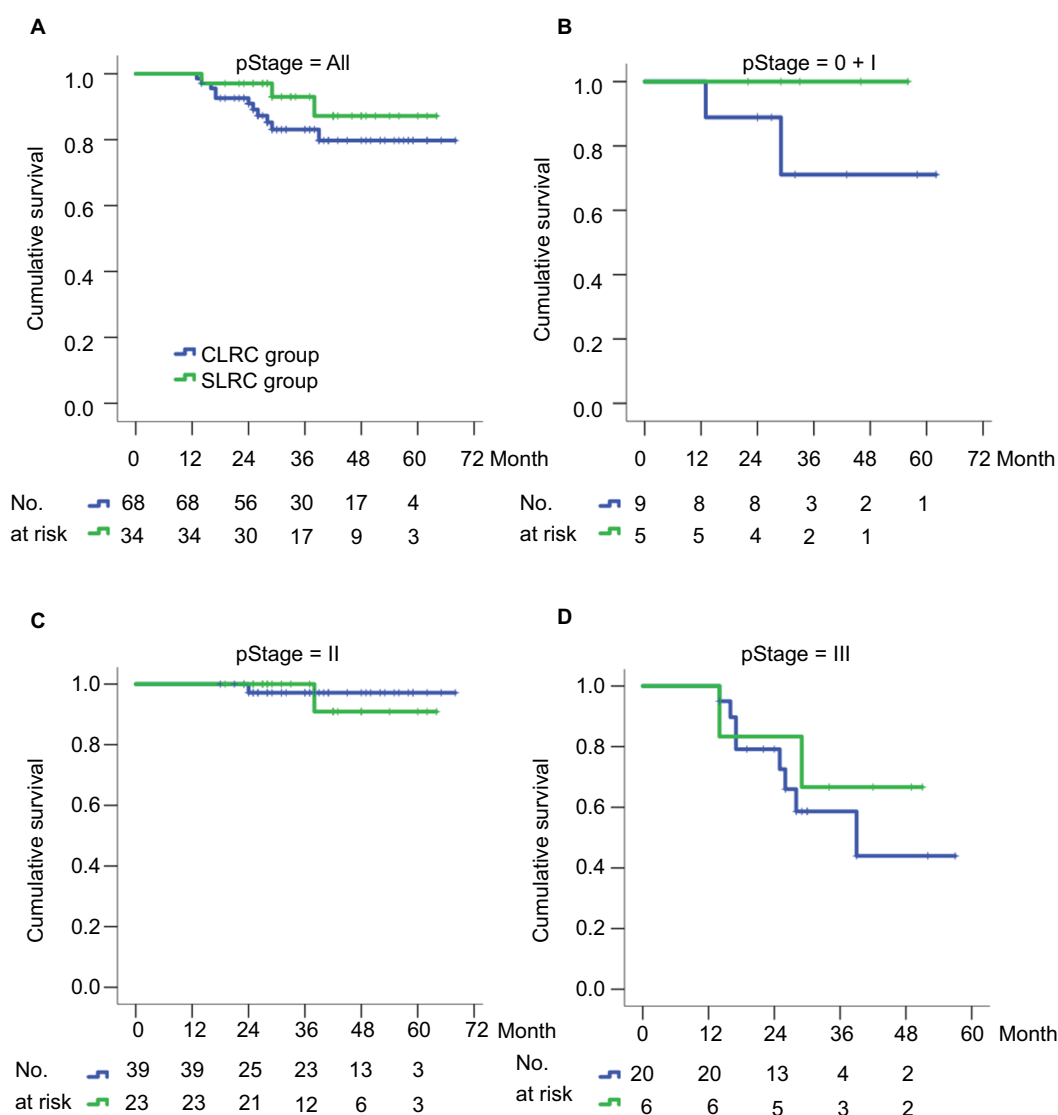 A
pStage = All
Cumulative survival
1.0
0.8
0.6
0.4
0.2
0.0
CLRC group
SLRC group
0 12 24 36 48 60 72 Month
No. 68 68 56 30 17 4
at risk 34 34 30 17 9 3
B
pStage = 0 + I
Cumulative survival
1.0
0.8
0.6
0.4
0.2
0.0
0 12 24 36 48 60 72 Month
No. 9 8 8 3 2 1
at risk 5 5 4 2 1
C
pStage = II
Cumulative survival
1.0
0.8
0.6
0.4
0.2
0.0
0 12 24 36 48 60 72 Month
No. 39 39 25 23 13 3
at risk 23 23 21 12 6 3
D
pStage = III
Cumulative survival
1.0
0.8
0.6
0.4
0.2
0.0
0 12 24 36 48 60 Month
No. 20 20 13 4 2
at risk 6 6 5 3 2